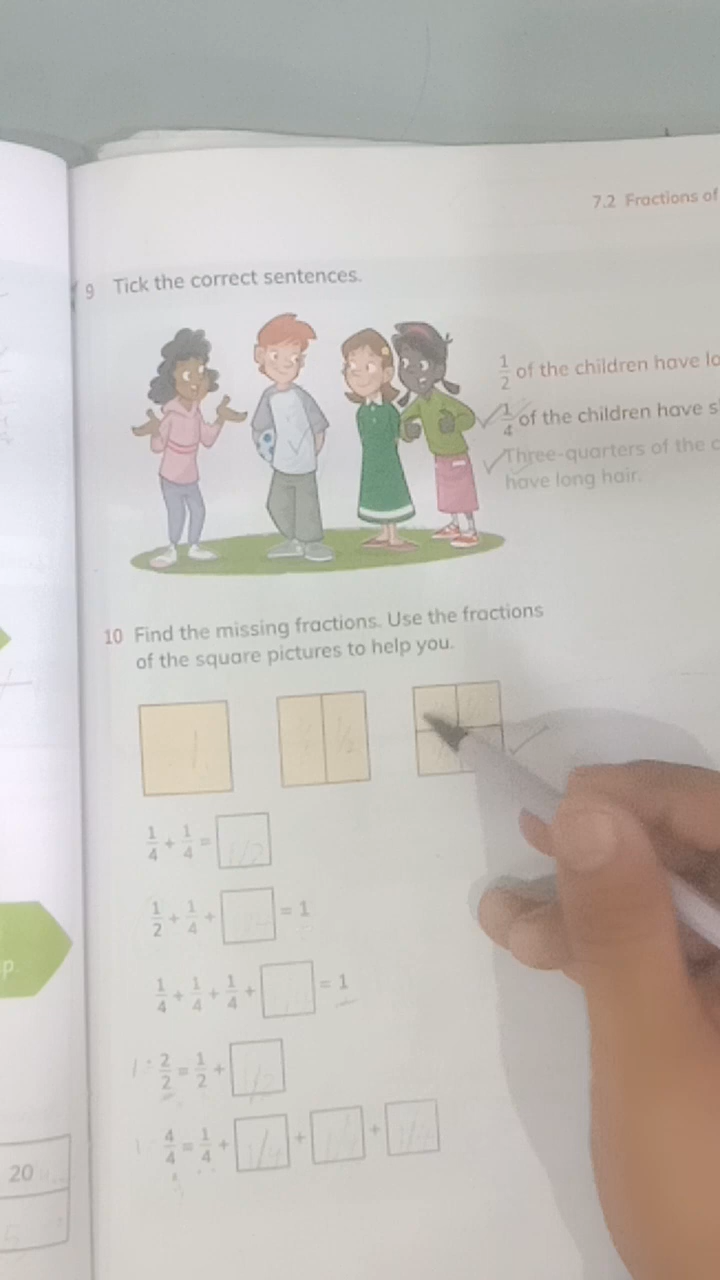 7.2 Fractions of
9 Tick the correct sentences.
1/2 of the children have lo
1/4 of the children have s
Three-quarters of the c
have long hair.
10 Find the missing fractions. Use the fractions
of the square pictures to help you.
1 1/2
1/4 + 1/4 = 1/2
1/2 + 1/4 + = 1
1/4 + 1/4 + 1/4 + = 1
2/2 = 1/2 + 1/2
4/4 = 1/4 + 1/4 + 1/4 + 1/4
p.
20